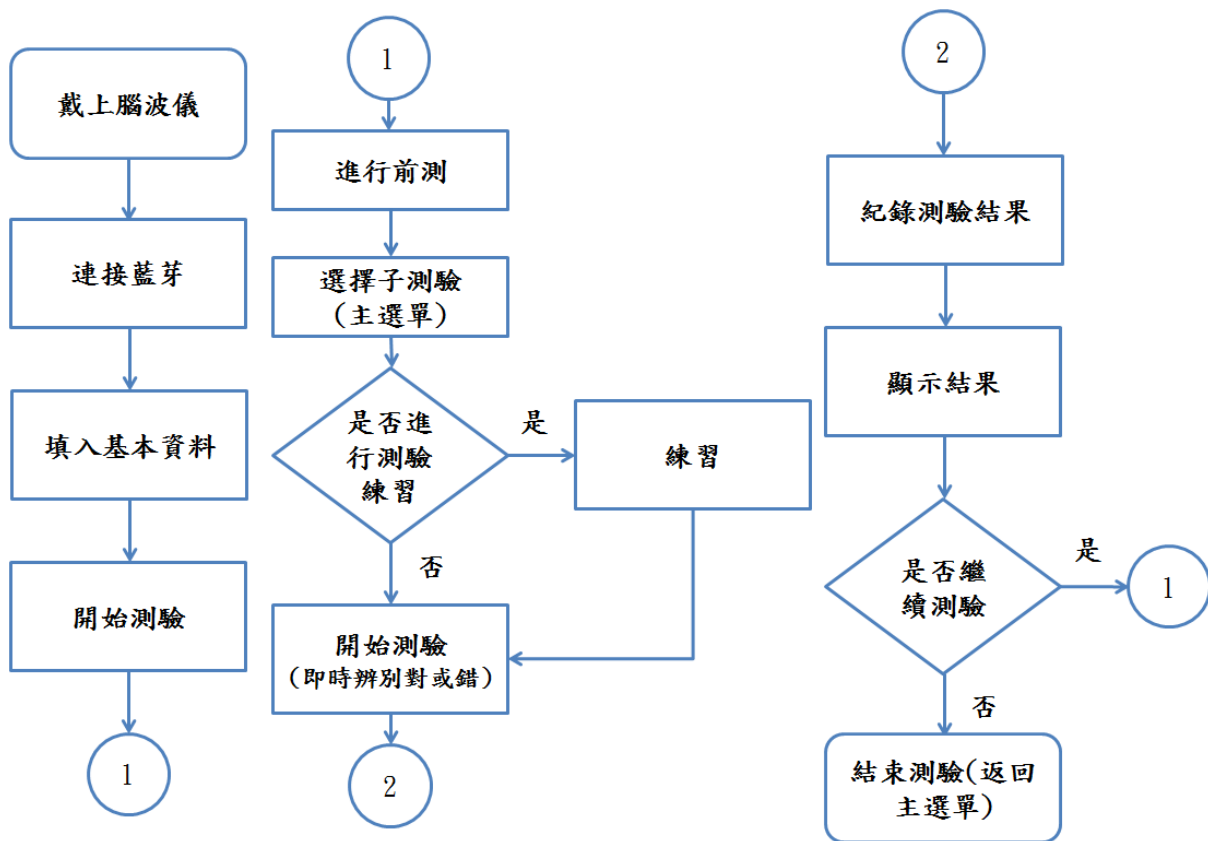 戴上腦波儀
連接藍芽
填入基本資料
開始測驗
1
1
進行前測
選擇子測驗
(主選單)
是否進
行測驗
練習
是
練習
否
開始測驗
(即時辨別對或錯)
2
2
紀錄測驗結果
顯示結果
是否繼
續測驗
是
1
否
結束測驗(返回
主選單)